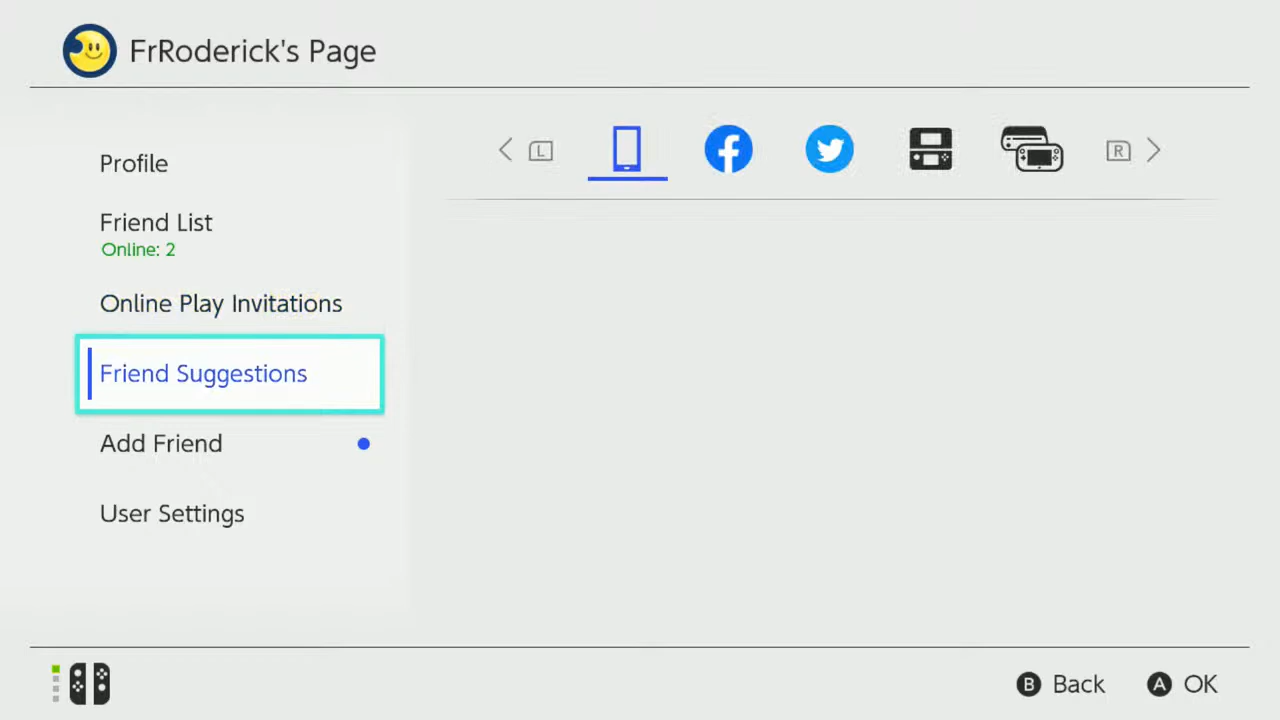 FrRoderick's Page
L
R
Profile
Friend List
Online: 2
Online Play Invitations
Friend Suggestions
Add Friend
User Settings
B Back
A OK